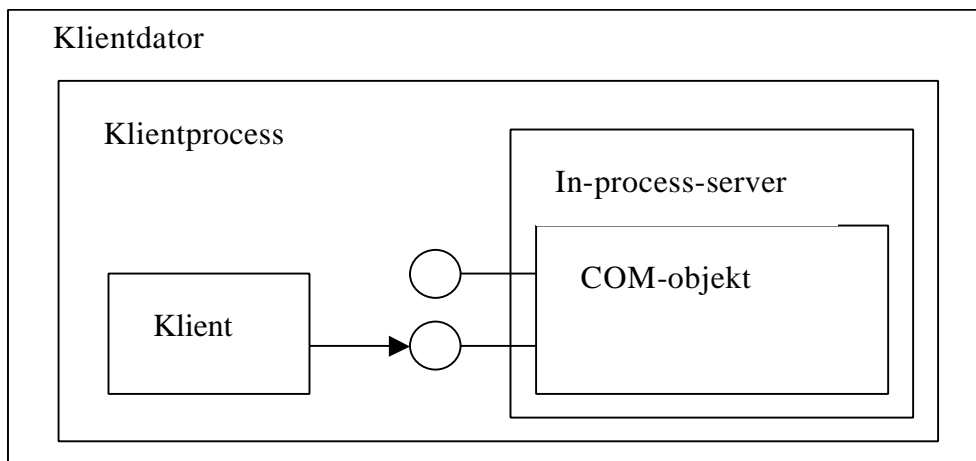 Klientdator
Klientprocess
In-process-server
COM-objekt
Klient